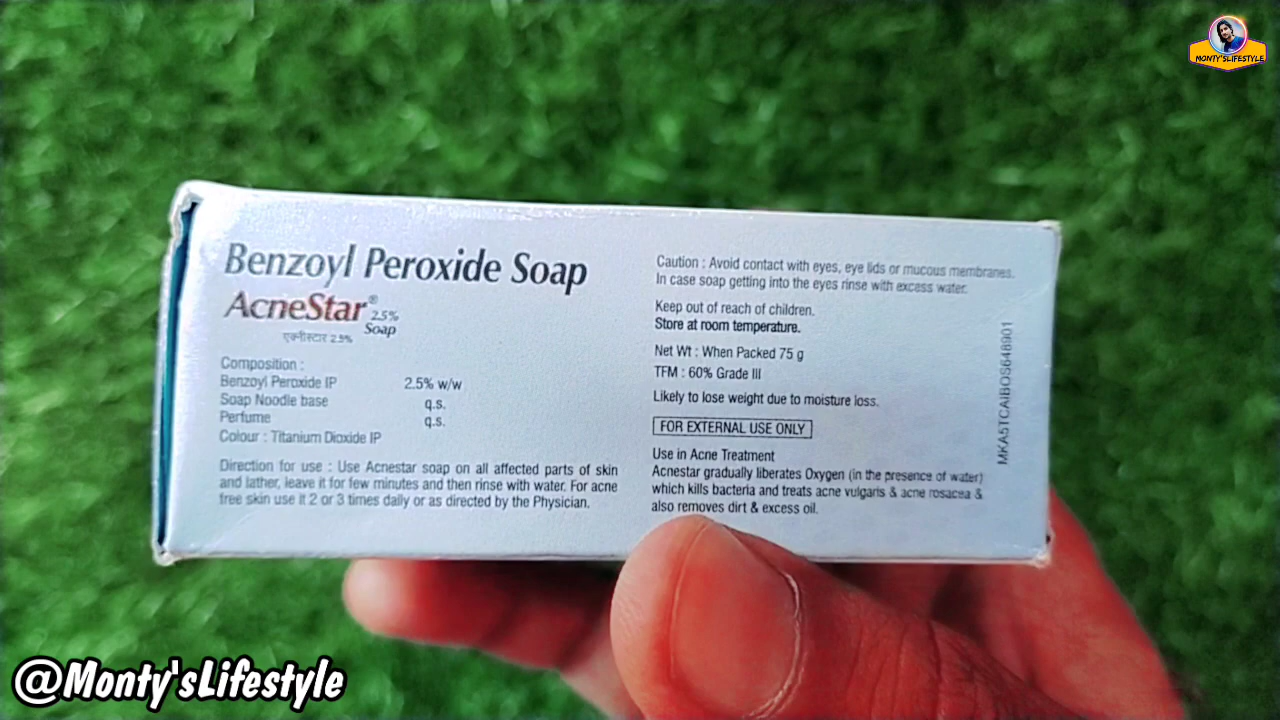 MONTY'SLIFESTYLE
Benzoyl Peroxide Soap
AcneStar® 2.5%
Soap
एक्नीस्टार 2.5%
Composition :
Benzoyl Peroxide IP 2.5% w/w
Soap Noodle base q.s.
Perfume q.s.
Colour : Titanium Dioxide IP
Direction for use : Use Acnestar soap on all affected parts of skin
and lather, leave it for few minutes and then rinse with water. For acne
free skin use it 2 or 3 times daily or as directed by the Physician.
Caution : Avoid contact with eyes, eye lids or mucous membranes.
In case soap getting into the eyes rinse with excess water.
Keep out of reach of children.
Store at room temperature.
Net Wt : When Packed 75 g
TFM : 60% Grade III
Likely to lose weight due to moisture loss.
FOR EXTERNAL USE ONLY
Use in Acne Treatment
Acnestar gradually liberates Oxygen (in the presence of water)
which kills bacteria and treats acne vulgaris & acne rosacea &
also removes dirt & excess oil.
MKA5TCAIBOS648901
@Monty'sLifestyle